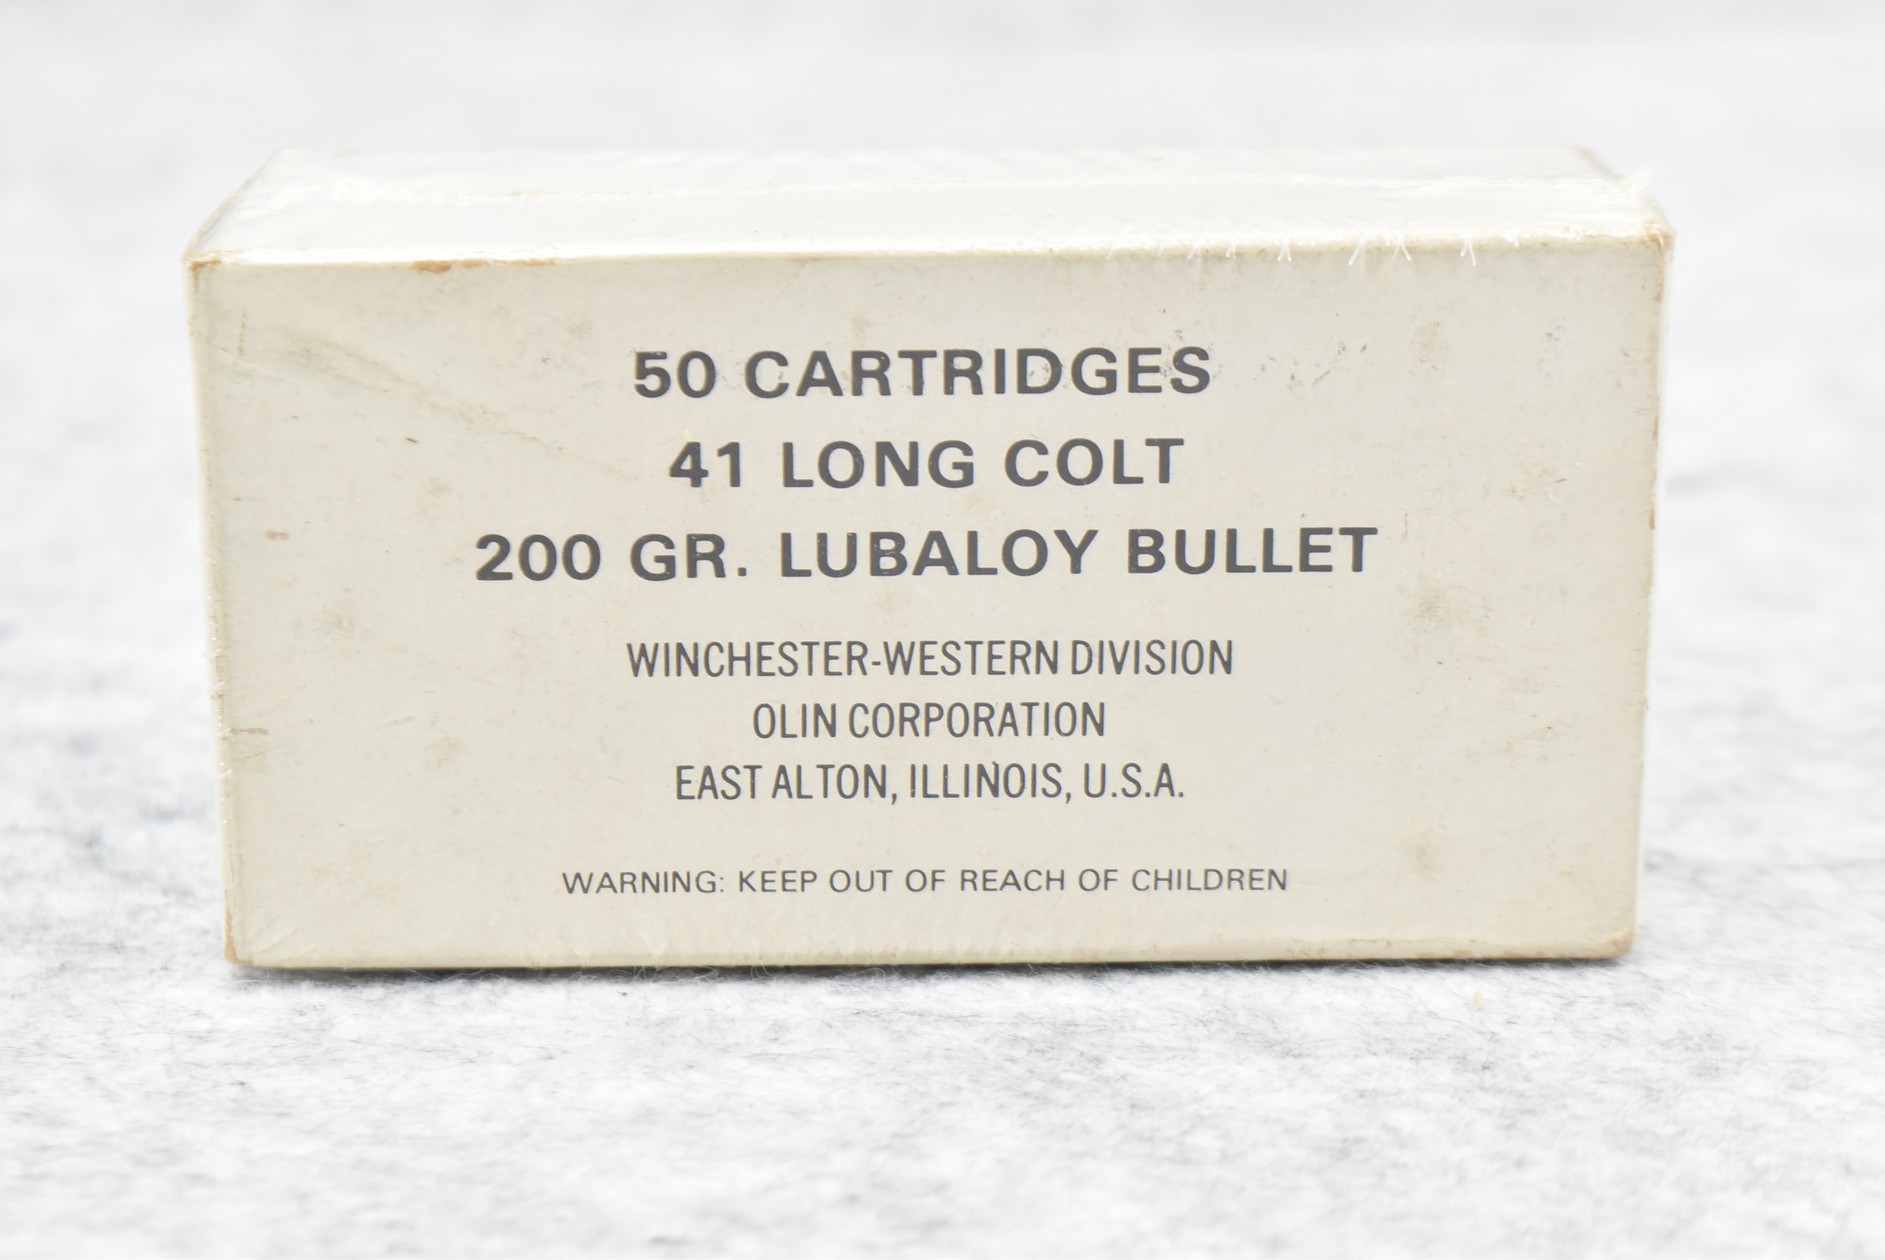 50 CARTRIDGES
41 LONG COLT
200 GR. LUBALOY BULLET
WINCHESTER-WESTERN DIVISION
OLIN CORPORATION
EAST ALTON, ILLINOIS, U.S.A.
WARNING: KEEP OUT OF REACH OF CHILDREN